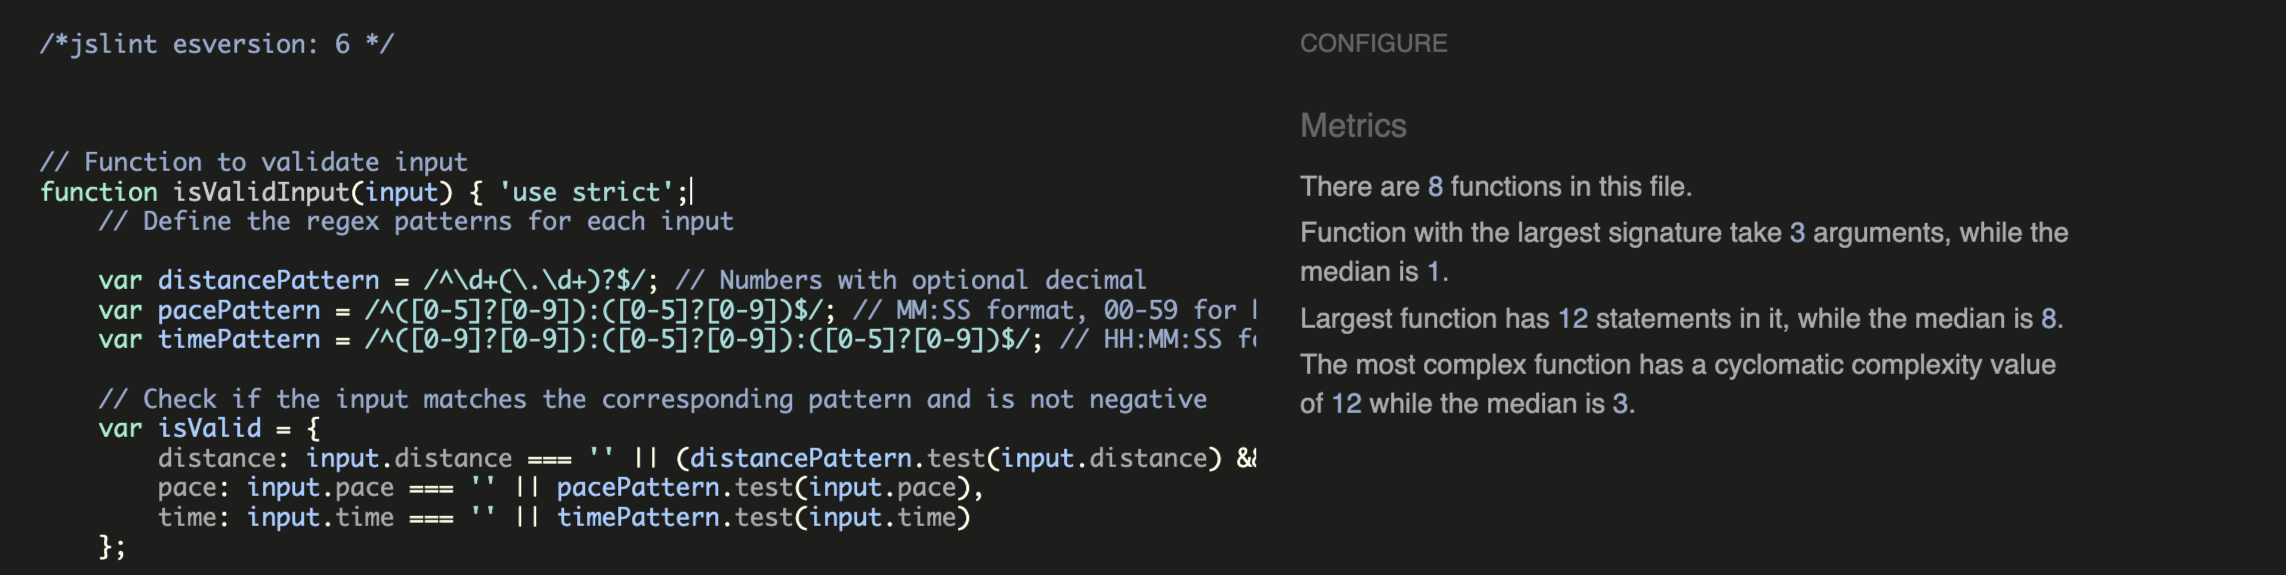 /*jslint esversion: 6 */
// Function to validate input
function isValidInput(input) { 'use strict';
// Define the regex patterns for each input
var distancePattern = /^\d+(\.\d+)?$/; // Numbers with optional decimal
var pacePattern = /^([0-5]?[0-9]):([0-5]?[0-9])$/; // MM:SS format, 00-59 for
var timePattern = /^([0-9]?[0-9]):([0-5]?[0-9]):([0-5]?[0-9])$/; // HH:MM:SS
// Check if the input matches the corresponding pattern and is not negative
var isValid = {
distance: input.distance === '' || (distancePattern.test(input.distance) &&
pace: input.pace === '' || pacePattern.test(input.pace),
time: input.time === '' || timePattern.test(input.time)
};
CONFIGURE
Metrics
There are 8 functions in this file.
Function with the largest signature take 3 arguments, while the
median is 1.
Largest function has 12 statements in it, while the median is 8.
The most complex function has a cyclomatic complexity value
of 12 while the median is 3.